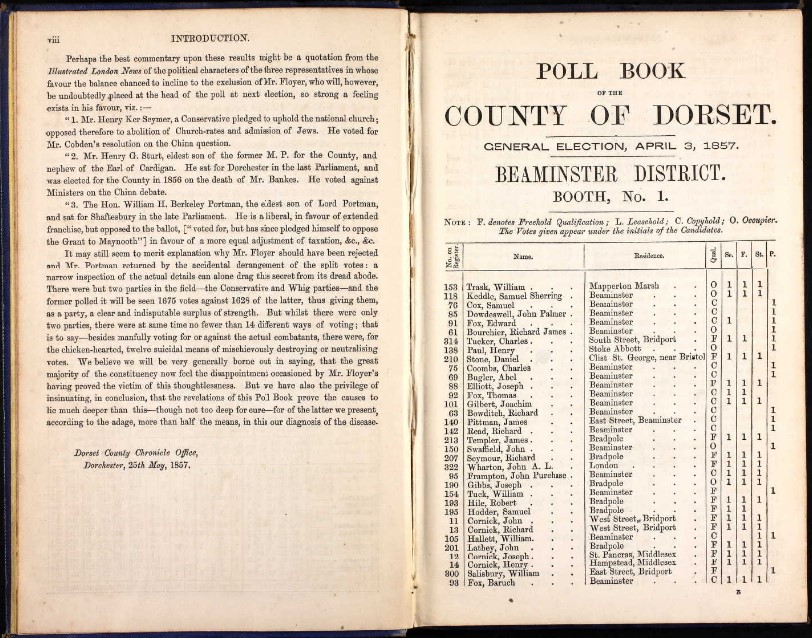 viii INTRODUCTION.
Perhaps the best commentary upon these results might be a quotation from the
Illustrated London News of the political characters of the three representatives in whose
favour the balance chanced to incline to the exclusion of Mr. Floyer, who will, however,
be undoubtedly placed at the head of the poll at next election, so strong a feeling
exists in his favour, viz. :—
"1. Mr. Henry Ker Seymer, a Conservative pledged to uphold the national church;
opposed therefore to abolition of Church-rates and admission of Jews. He voted for
Mr. Cobden's resolution on the China question.
"2. Mr. Henry G. Sturt, eldest son of the former M. P. for the County, and
nephew of the Earl of Cardigan. He sat for Dorchester in the last Parliament, and
was elected for the County in 1856 on the death of Mr. Bankes. He voted against
Ministers on the China debate.
"3. The Hon. William H. Berkeley Portman, the eldest son of Lord Portman,
and sat for Shaftesbury in the late Parliament. He is a liberal, in favour of extended
franchise, but opposed to the ballot, [" voted for, but has since pledged himself to oppose
the Grant to Maynooth"] in favour of a more equal adjustment of taxation, &c., &c.
It may still seem to merit explanation why Mr. Floyer should have been rejected
and Mr. Portman returned by the accidental derangement of the split votes: a
narrow inspection of the actual details can alone drag this secret from its dread abode.
There were but two parties in the field—the Conservative and Whig parties—and the
former polled it will be seen 1675 votes against 1628 of the latter, thus giving them,
as a party, a clear and indisputable surplus of strength. But whilst there were only
two parties, there were at same time no fewer than 14 different ways of voting; that
is to say—besides manfully voting for or against the actual combatants, there were, for
the chicken-hearted, twelve suicidal means of mischievously destroying or neutralising
votes. We believe we will be very generally borne out in saying, that the great
majority of the constituency now feel the disappointment occasioned by Mr. Floyer's
having proved the victim of this thoughtlessness. But we have also the privilege of
insinuating, in conclusion, that the revelations of this Pol Book prove the causes to
lie much deeper than this—though not too deep for cure—for of the latter we present,
according to the adage, more than half the means, in this our diagnosis of the disease.
Dorset County Chronicle Office,
Dorchester, 25th May, 1857.
POLL BOOK
OF THE
COUNTY OF DORSET.
GENERAL ELECTION, APRIL 3, 1857.
BEAMINSTER DISTRICT.
BOOTH, No. 1.
NOTE: F. denotes Freehold Qualification; L. Leasehold; C. Copyhold; O. Occupier.
The Votes given appear under the initials of the Candidates.
No. on Register. Name. Residence. Qual. Se. F. St. P.
153 Trask, William . Mapperton Marsh O 1 1 1
118 Keddle, Samuel Sherring Beaminster O 1 1 1
76 Cox, Samuel Beaminster C 1
85 Dowdeswell, John Palmer Beaminster C 1
91 Fox, Edward Beaminster C 1 1
61 Bourchier, Richard James Beaminster O 1
314 Tucker, Charles South Street, Bridport F 1 1 1
138 Paul, Henry Stoke Abbott O 1
210 Stone, Daniel Clist St. George, near Bristol F 1 1 1
75 Coombs, Charles Beaminster C 1
69 Bugler, Abel Beaminster C 1
88 Elliott, Joseph Beaminster F 1 1 1
92 Fox, Thomas Beaminster C 1 1
101 Gilbert, Joachim Beaminster C 1 1 1
63 Bowditch, Richard Beaminster C 1
140 Pittman, James East Street, Beaminster C 1
142 Read, Richard Beaminster C 1
213 Templer, James Bradpole F 1 1 1
150 Swaffield, John Beaminster O 1
207 Seymour, Richard Bradpole F 1 1 1
322 Wharton, John A. L. London F 1 1 1
95 Frampton, John Purchase Beaminster C 1 1 1
190 Gibbs, Joseph Bradpole O 1 1 1
154 Tuck, William Beaminster F 1
193 Hile, Robert Bradpole F 1 1 1
195 Hodder, Samuel Bradpole F 1 1
11 Cornick, John West Street, Bridport F 1 1 1
13 Cornick, Richard West Street, Bridport F 1 1 1
105 Hallett, William Beaminster C 1 1
201 Lathey, John Bradpole F 1 1 1
12 Cornick, Joseph St. Pancras, Middlesex F 1 1 1
14 Cornick, Henry Hampstead, Middlesex F 1 1 1
300 Salisbury, William East Street, Bridport F 1
93 Fox, Baruch Beaminster C 1 1 1
B